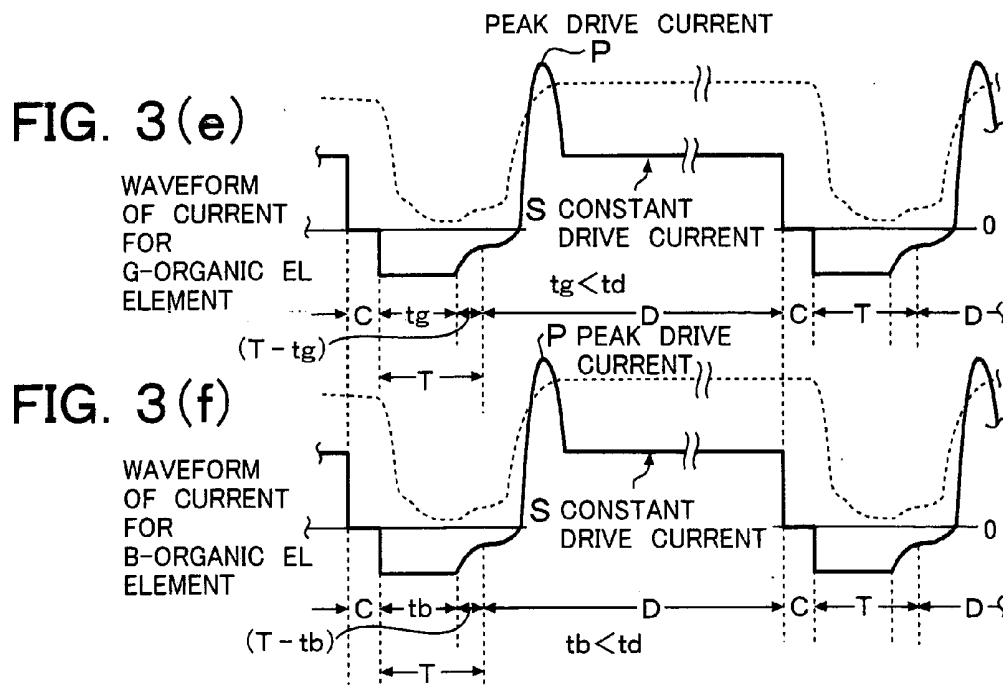 PEAK DRIVE CURRENT
P
FIG. 3(e)
WAVEFORM
OF CURRENT
FOR
G-ORGANIC EL
ELEMENT
S CONSTANT
DRIVE CURRENT
0
tg<td
C tg D C T D
(T-tg)
T
P PEAK DRIVE
CURRENT
FIG. 3(f)
WAVEFORM
OF CURRENT
FOR
B-ORGANIC EL
ELEMENT
S CONSTANT
DRIVE CURRENT
0
C tb D C T D
(T-tb)
tb<td
T